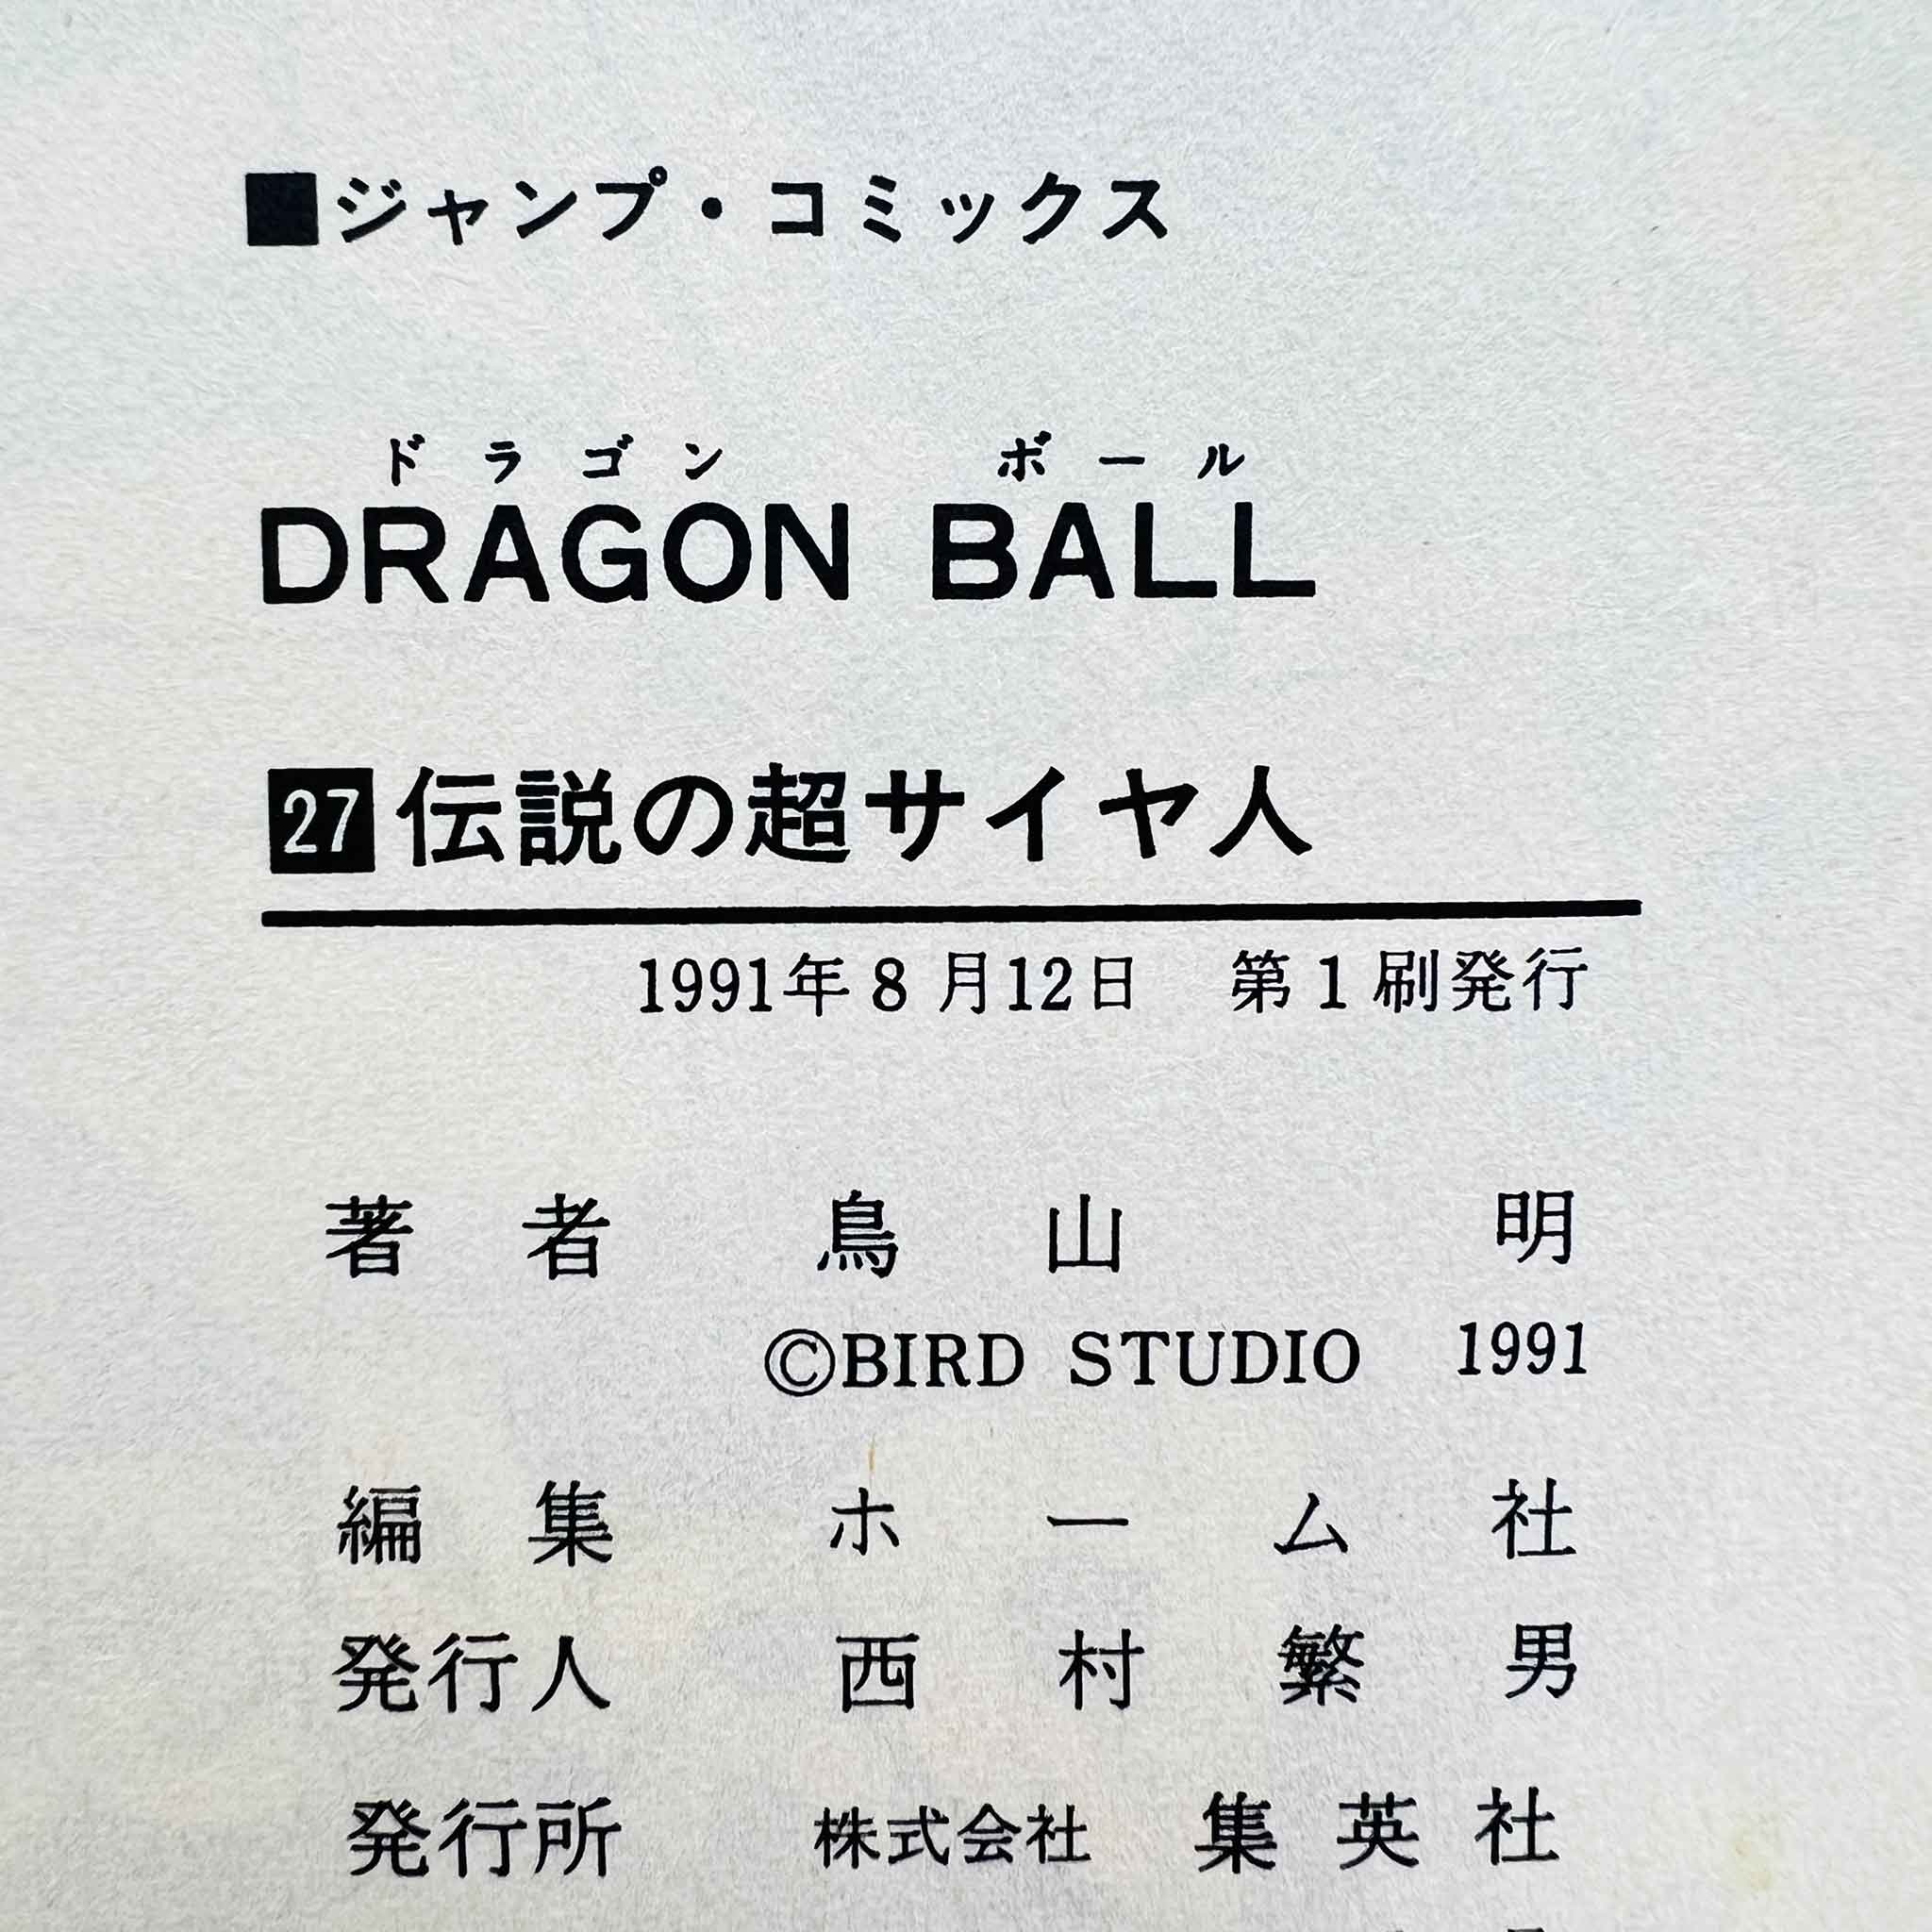 ■ジャンプ・コミックス
ドラゴン ボール
DRAGON BALL
27 伝説の超サイヤ人
1991年8月12日 第1刷発行
著者 鳥山明
©BIRD STUDIO 1991
編集 ホーム社
発行人 西村繁男
発行所 株式会社 集英社